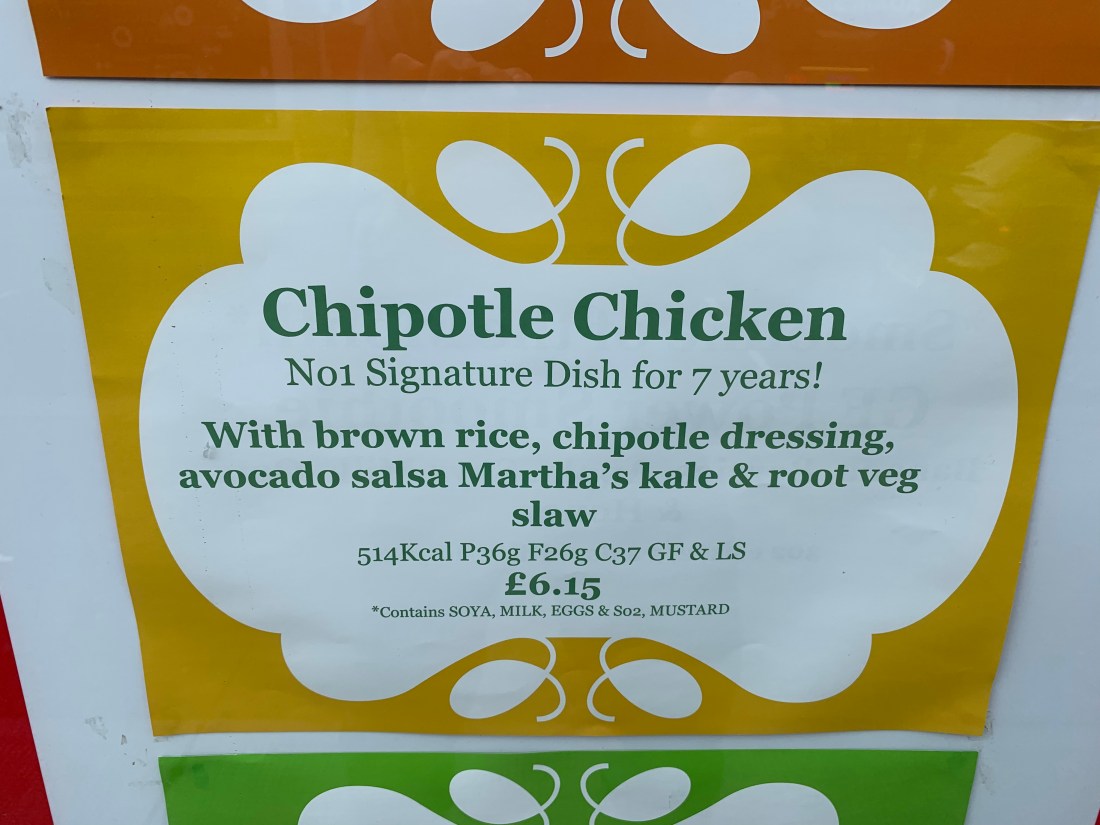 Chipotle Chicken
No1 Signature Dish for 7 years!
With brown rice, chipotle dressing,
avocado salsa Martha's kale & root veg
slaw
514Kcal P36g F26g C37 GF & LS
£6.15
*Contains SOYA, MILK, EGGS & So2, MUSTARD